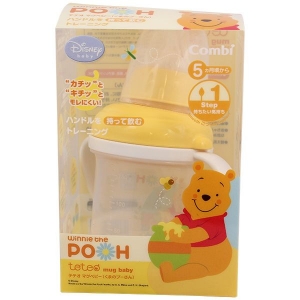 Disney
BABY
Combi
5ヵ月頃から
1
Step
"カチッ"と
"キチッ"と
モレにくい!
ハンドルを持って飲む
トレーニング
Winnie the
POOH
teteo mug baby